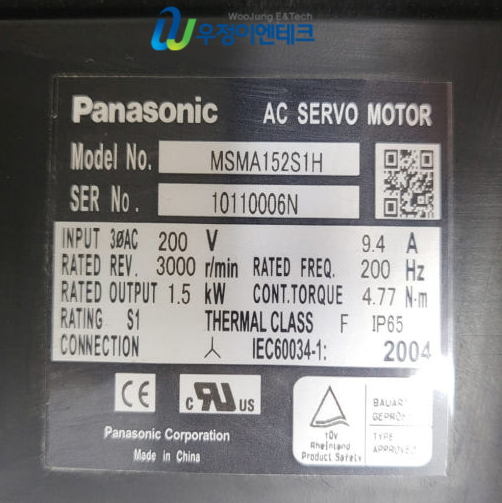 WooJung E&Tech
우정이엔테크
Panasonic AC SERVO MOTOR
Model No. MSMA152S1H
SER No. 10110006N
INPUT 3øAC 200 V 9.4 A
RATED REV. 3000 r/min RATED FREQ. 200 Hz
RATED OUTPUT 1.5 kW CONT.TORQUE 4.77 N·m
RATING S1 THERMAL CLASS F IP65
CONNECTION IEC60034-1: 2004
CE c RU US
TÜV
Rheinland
Product Safety
BAUART
GEPRÜFT
TYPE
APPROVED
Panasonic Corporation
Made in China